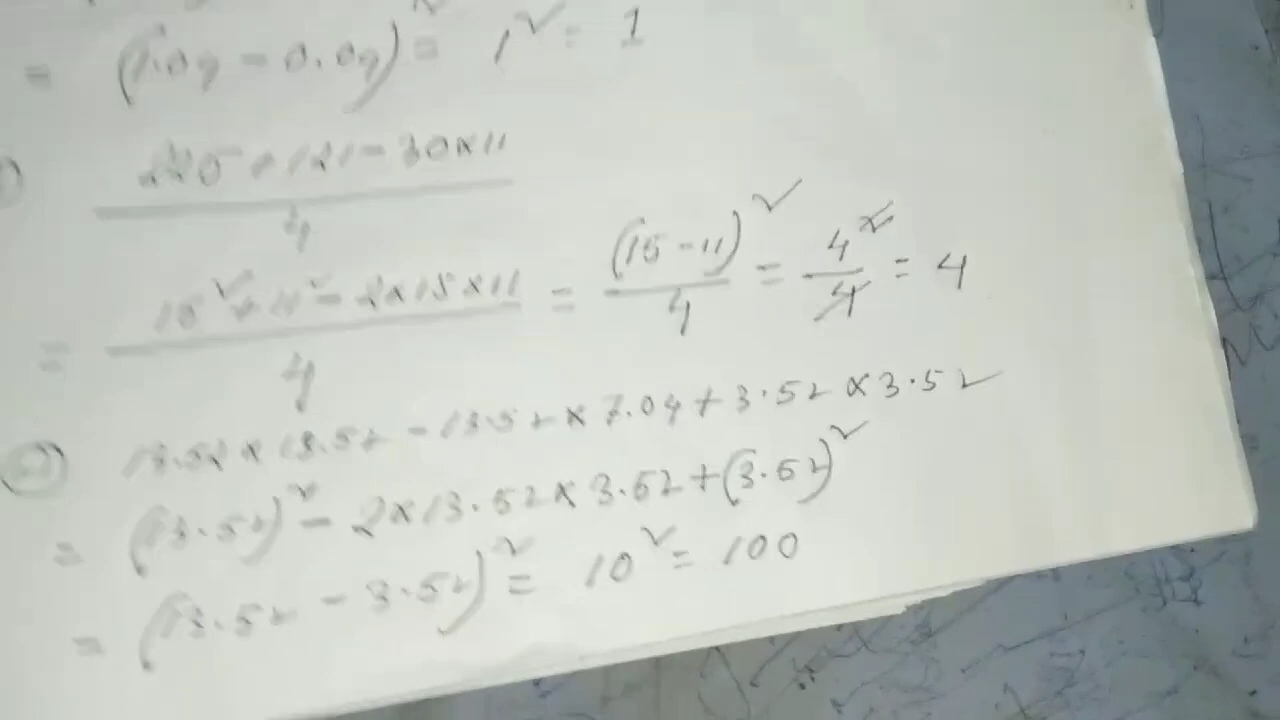 = (1.09 - 0.09)² = 1² = 1
225 + 121 - 30×11 / 4
= 15² + 11² - 2×15×11 / 4 = (15-11)² / 4 = 4² / 4 = 4
13.52 × 13.52 - 13.52 × 7.04 + 3.52 × 3.52
= (13.52)² - 2×13.52×3.52+(3.52)²
= (13.52 - 3.52)² = 10² = 100